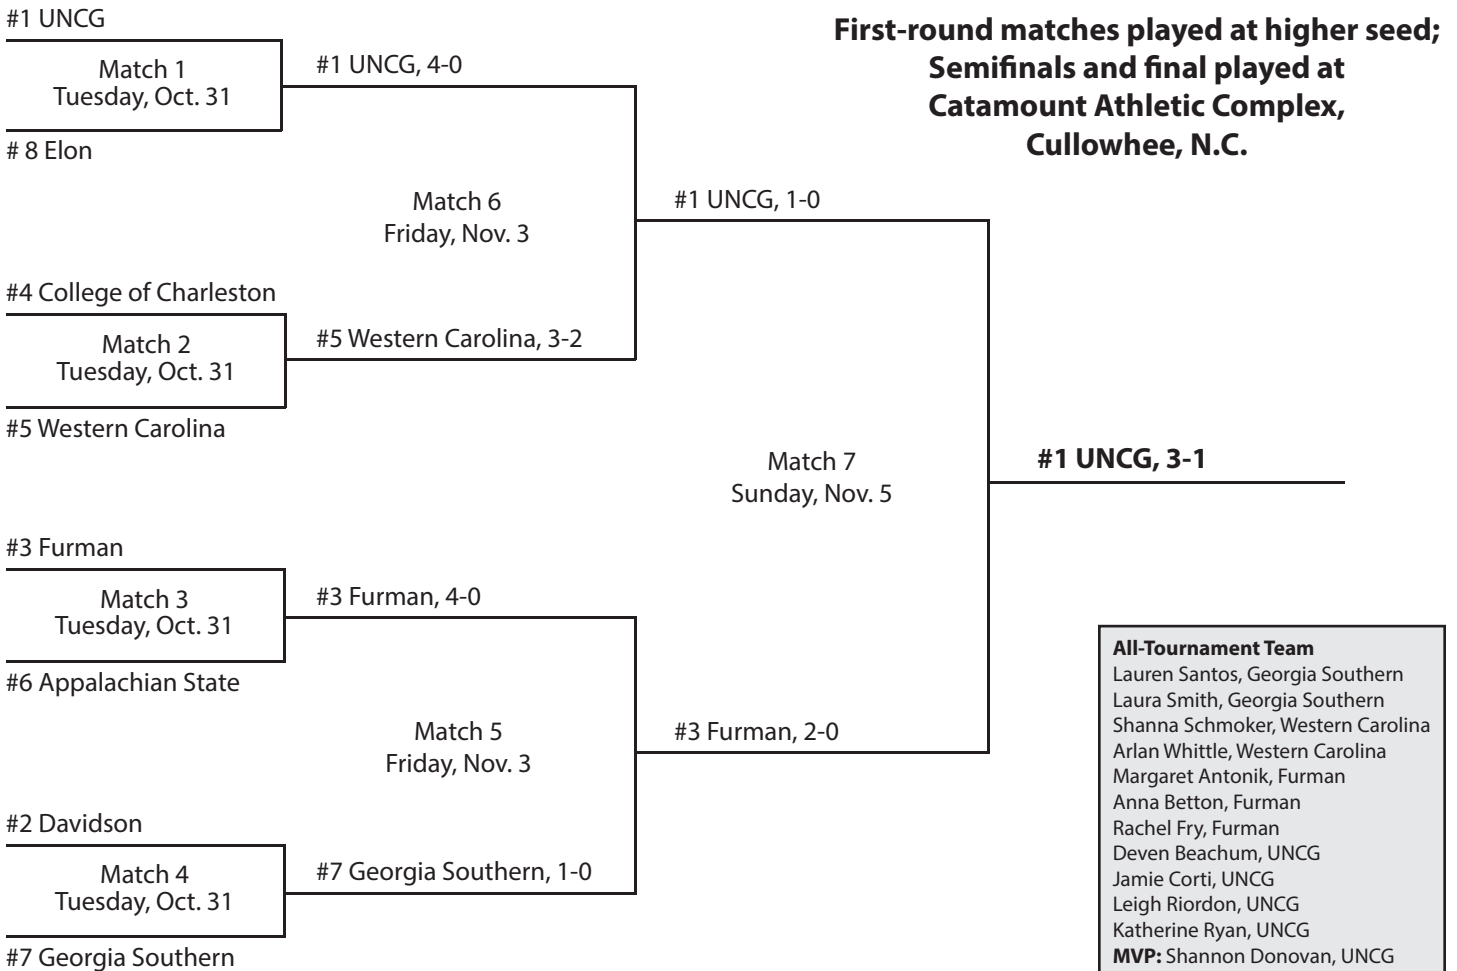 #1 UNCG
Match 1
Tuesday, Oct. 31
# 8 Elon
#1 UNCG, 4-0
First-round matches played at higher seed;
Semifinals and final played at
Catamount Athletic Complex,
Cullowhee, N.C.
Match 6
Friday, Nov. 3
#1 UNCG, 1-0
#4 College of Charleston
Match 2
Tuesday, Oct. 31
#5 Western Carolina
#5 Western Carolina, 3-2
Match 7
Sunday, Nov. 5
#1 UNCG, 3-1
#3 Furman
Match 3
Tuesday, Oct. 31
#6 Appalachian State
#3 Furman, 4-0
Match 5
Friday, Nov. 3
#3 Furman, 2-0
#2 Davidson
Match 4
Tuesday, Oct. 31
#7 Georgia Southern
#7 Georgia Southern, 1-0
All-Tournament Team
Lauren Santos, Georgia Southern
Laura Smith, Georgia Southern
Shanna Schmoker, Western Carolina
Arlan Whittle, Western Carolina
Margaret Antonik, Furman
Anna Betton, Furman
Rachel Fry, Furman
Deven Beachum, UNCG
Jamie Corti, UNCG
Leigh Riordon, UNCG
Katherine Ryan, UNCG
MVP: Shannon Donovan, UNCG